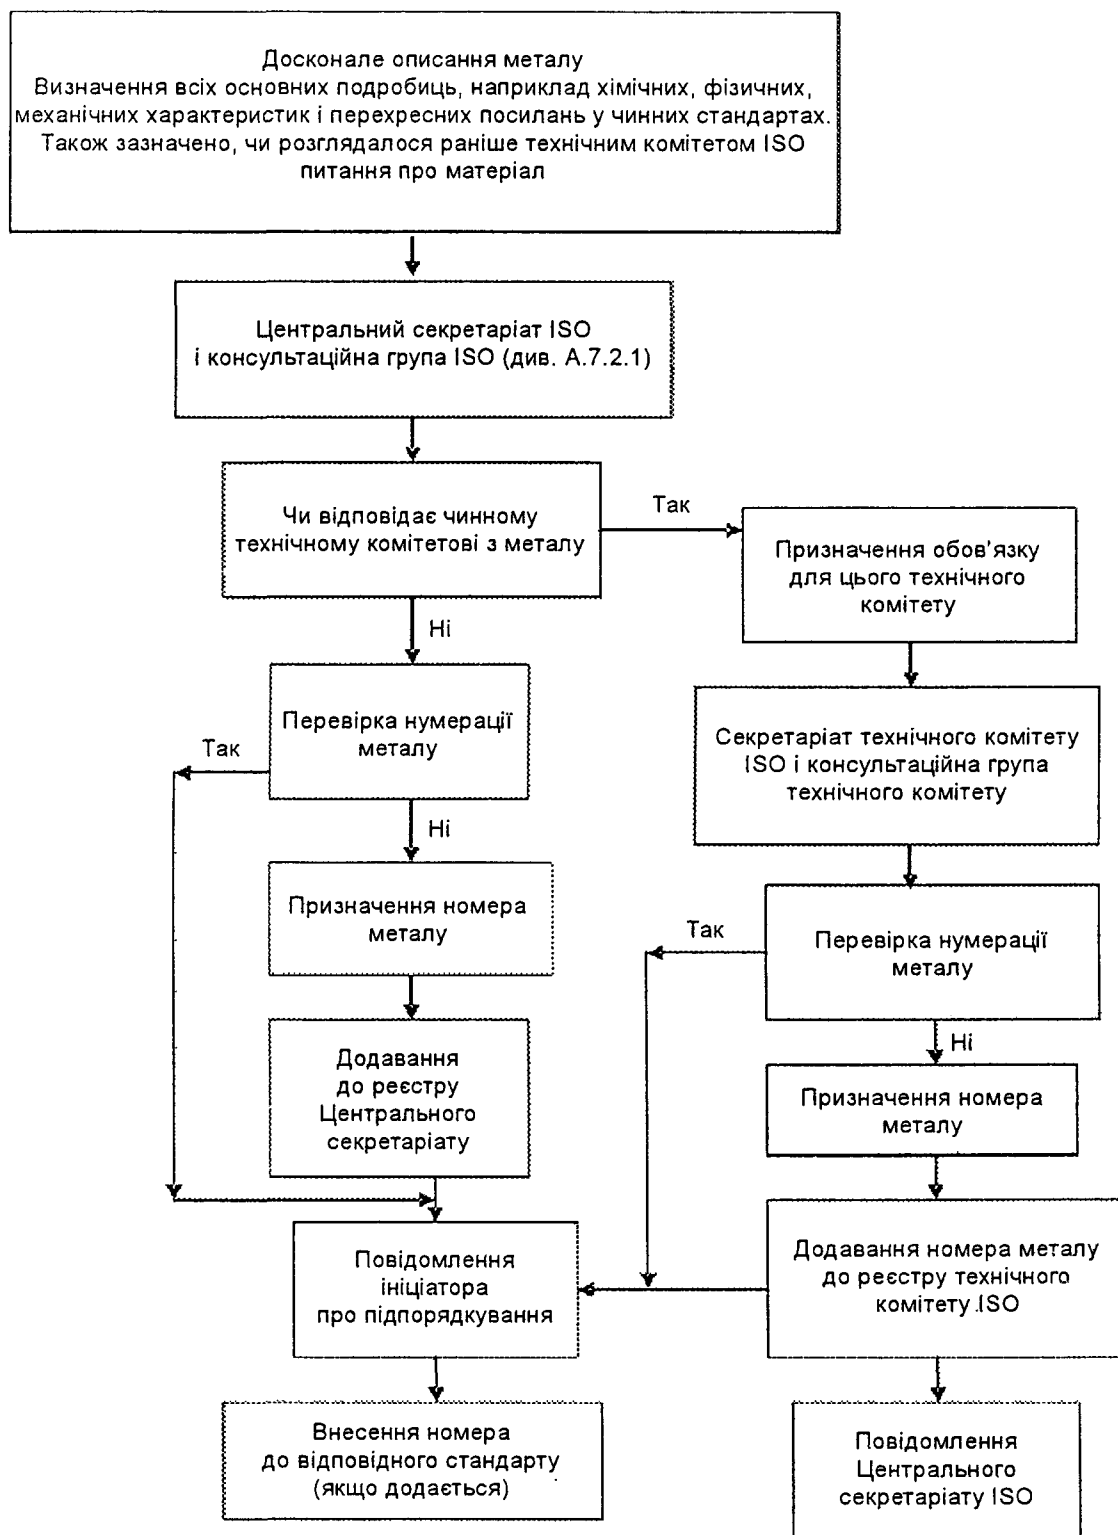 Досконале описання металу
Визначення всіх основних подробиць, наприклад хімічних, фізичних,
механічних характеристик і перехресних посилань у чинних стандартах.
Також зазначено, чи розглядалося раніше технічним комітетом ISO
питання про матеріал
Центральний секретаріат ISO
і консультаційна група ISO (див. А.7.2.1)
Чи відповідає чинному
технічному комітетові з металу
Так
Призначення обов'язку
для цього технічного
комітету
Ні
Перевірка нумерації
металу
Так
Секретаріат технічного комітету
ISO і консультаційна група
технічного комітету
Ні
Призначення номера
металу
Так
Перевірка нумерації
металу
Ні
Додавання
до реєстру
Центрального
секретаріату
Призначення номера
металу
Повідомлення
ініціатора
про підпорядкування
Додавання номера металу
до реєстру технічного
комітету.ISO
Внесення номера
до відповідного стандарту
(якщо додається)
Повідомлення
Центрального
секретаріату ISO